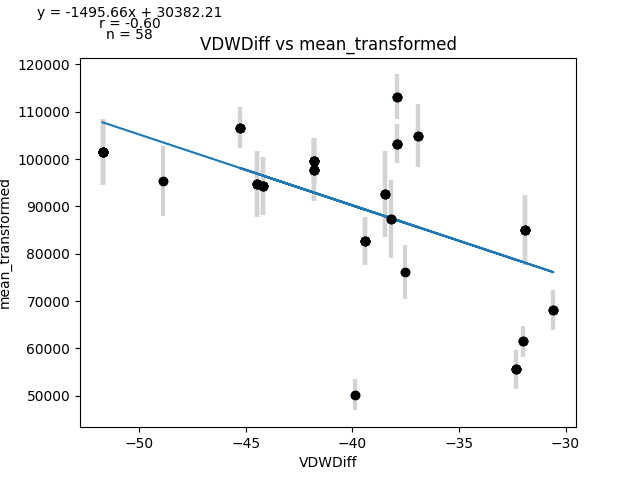 y = -1495.66x + 30382.21
r = -0.60
n = 58
VDWDiff vs mean_transformed
120000
110000
100000
90000
80000
70000
60000
50000
mean_transformed
−50
−45
−40
−35
−30
VDWDiff